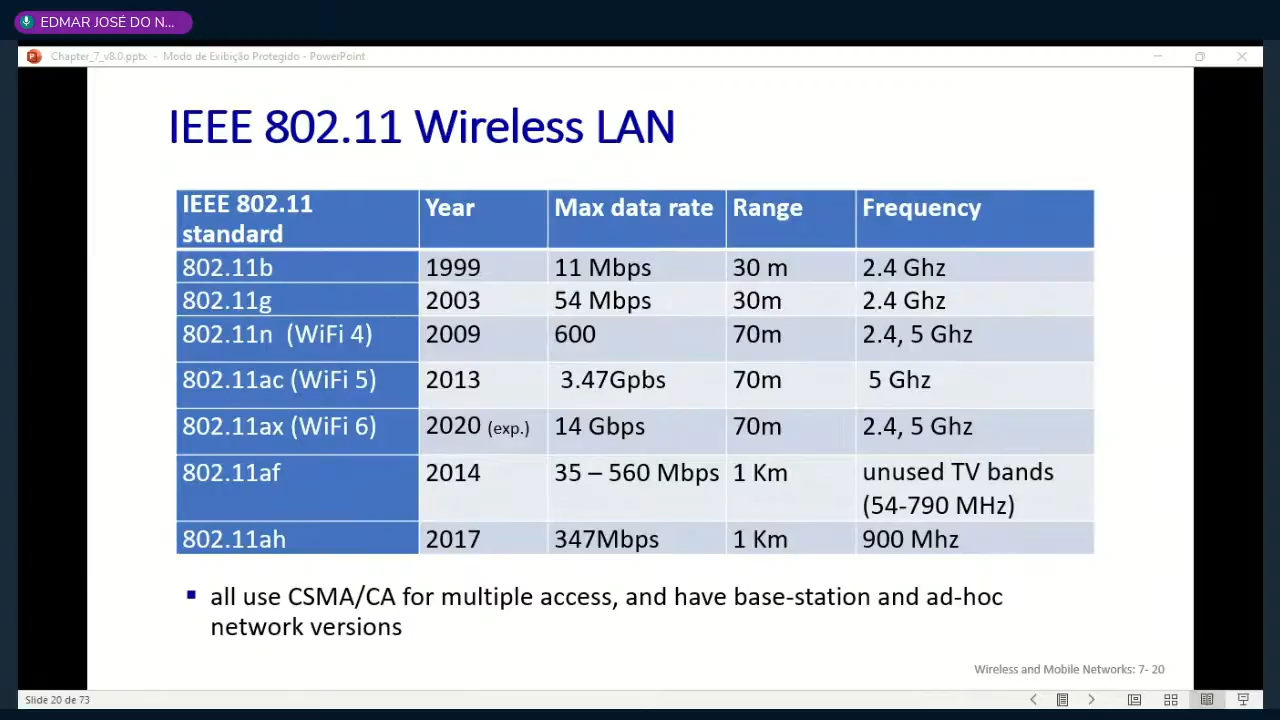 EDMAR JOSÉ DO N...
Chapter_7_v8.0.pptx - Modo de Exibição Protegido - PowerPoint
IEEE 802.11 Wireless LAN
IEEE 802.11 standard Year Max data rate Range Frequency
802.11b 1999 11 Mbps 30 m 2.4 Ghz
802.11g 2003 54 Mbps 30m 2.4 Ghz
802.11n (WiFi 4) 2009 600 70m 2.4, 5 Ghz
802.11ac (WiFi 5) 2013 3.47Gpbs 70m 5 Ghz
802.11ax (WiFi 6) 2020 (exp.) 14 Gbps 70m 2.4, 5 Ghz
802.11af 2014 35 – 560 Mbps 1 Km unused TV bands (54-790 MHz)
802.11ah 2017 347Mbps 1 Km 900 Mhz
▪ all use CSMA/CA for multiple access, and have base-station and ad-hoc
network versions
Wireless and Mobile Networks: 7- 20
Slide 20 de 73